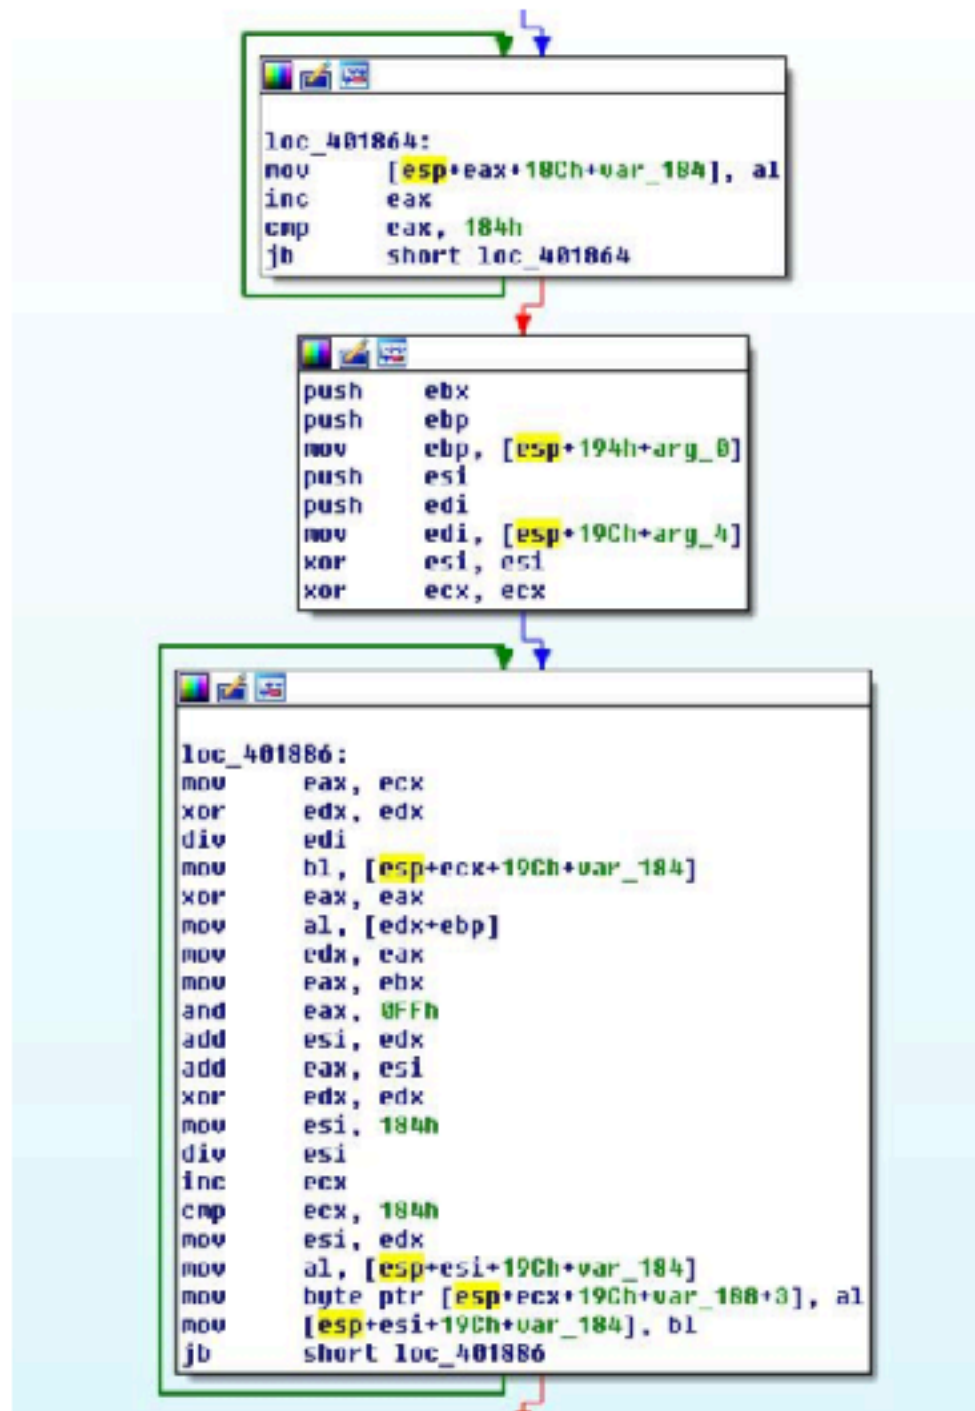 loc_401864:
mov [esp+eax+18Ch+var_184], al
inc eax
cmp eax, 184h
jb short loc_401864
push ebx
push ebp
mov ebp, [esp+194h+arg_0]
push esi
push edi
mov edi, [esp+19Ch+arg_4]
xor esi, esi
xor ecx, ecx
loc_401886:
mov eax, ecx
xor edx, edx
div edi
mov bl, [esp+ecx+19Ch+var_184]
xor eax, eax
mov al, [edx+ebp]
mov edx, eax
mov eax, ebx
and eax, 0FFh
add esi, edx
add eax, esi
xor edx, edx
mov esi, 184h
div esi
inc ecx
cmp ecx, 184h
mov esi, edx
mov al, [esp+esi+19Ch+var_184]
mov byte ptr [esp+ecx+19Ch+var_188+3], al
mov [esp+esi+19Ch+var_184], bl
jb short loc_401886